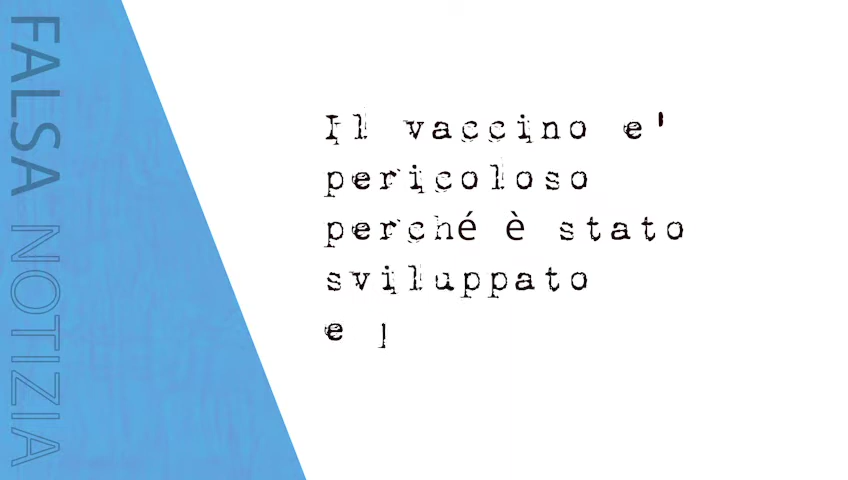 FALSA NOTIZIA
Il vaccino e'
pericoloso
perché è stato
sviluppato
e